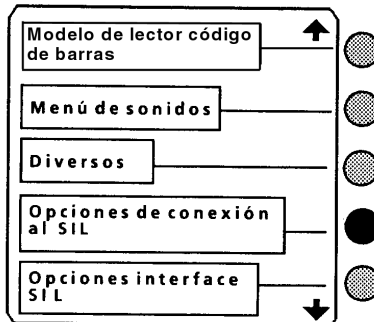 Modelo de lector código
de barras
Menú de sonidos
Diversos
Opciones de conexión
al SIL
Opciones interface
SIL